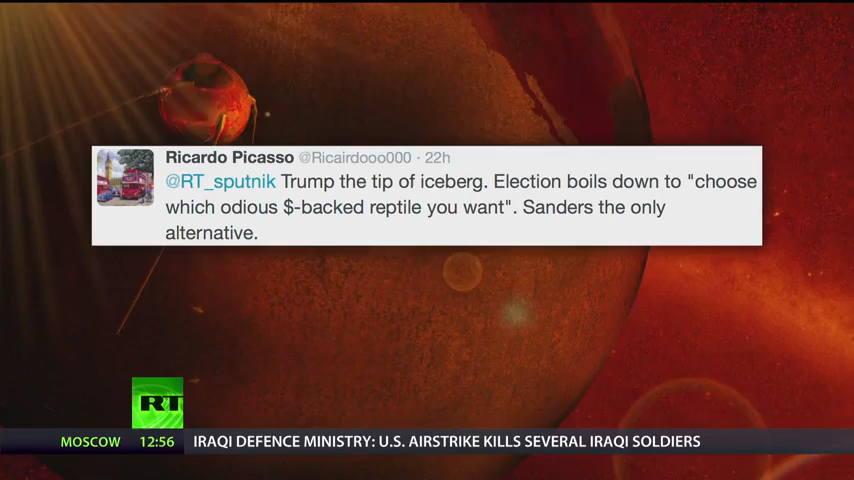 Ricardo Picasso @Ricairdooo000 · 22h
@RT_sputnik Trump the tip of iceberg. Election boils down to "choose
which odious $-backed reptile you want". Sanders the only
alternative.
RT
MOSCOW 12:56 IRAQI DEFENCE MINISTRY: U.S. AIRSTRIKE KILLS SEVERAL IRAQI SOLDIERS